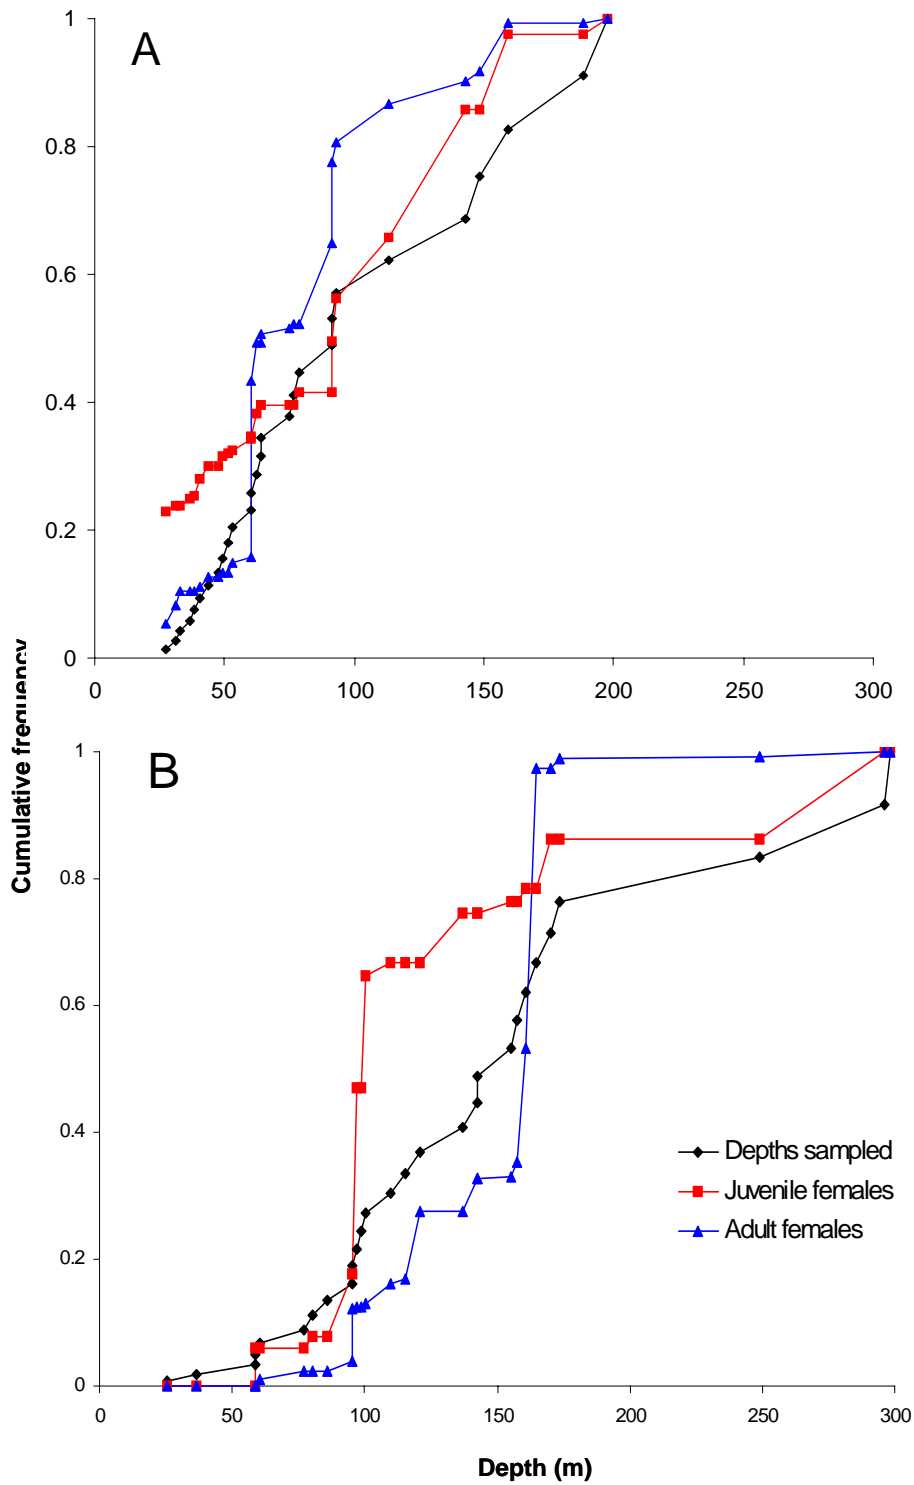 A
1
0.8
0.6
0.4
0.2
0
0 50 100 150 200 250 300
Cumulative frequency
B
1
0.8
0.6
0.4
0.2
0
0 50 100 150 200 250 300
Depths sampled
Juvenile females
Adult females
Depth (m)